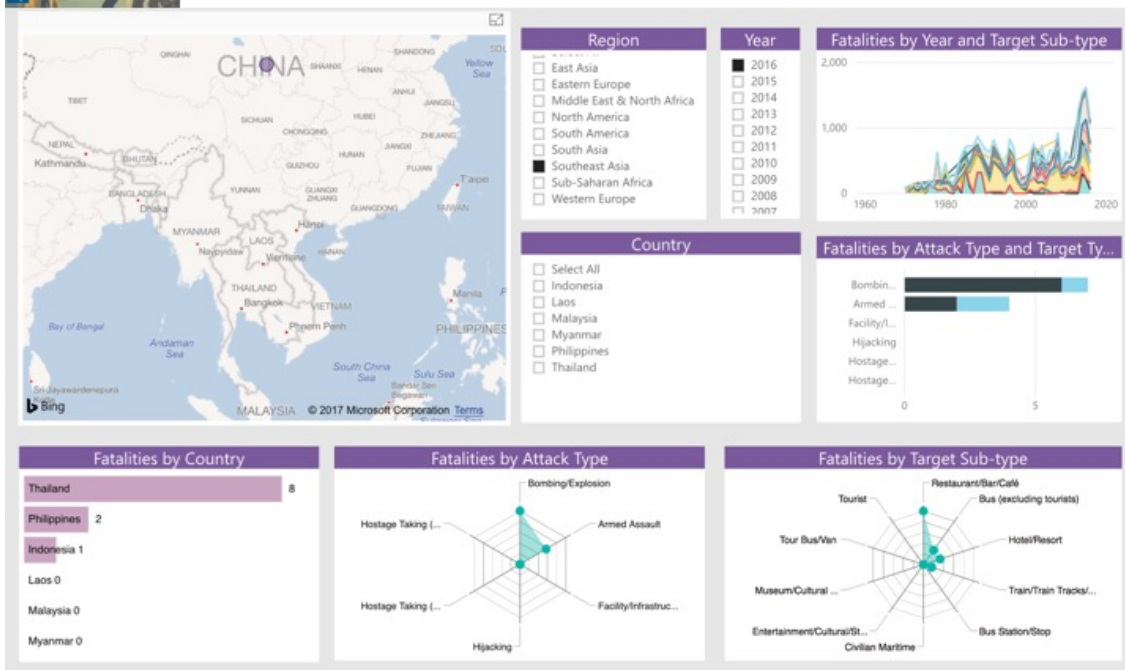 CHINA
QINGHAI
SHAANXI
HENAN
SHANDONG
Yellow
Sea
TIBET
ANHUI
JIANGSU
SICHUAN
HUBEI
CHONGQING
ZHEJIANG
NEPAL
Kathmandu
BHUTAN
HUNAN
JIANGXI
GUIZHOU
FUJIAN
BANGLADESH
Dhaka
YUNNAN
GUANGXI
ZHUANG
GUANGDONG
T'aipei
TAIWAN
MYANMAR
Hanoi
Naypyidaw
LAOS
HAINAN
Vientiane
THAILAND
Bangkok
VIETNAM
Manila
Phnom Penh
PHILIPPINES
Bay of Bengal
Andaman
Sea
South China
Sea
Sulu Sea
Sri Jayawardenepura
Bandar Seri
Begawan
Bing
MALAYSIA
© 2017 Microsoft Corporation Terms
Region
East Asia
Eastern Europe
Middle East & North Africa
North America
South America
South Asia
Southeast Asia
Sub-Saharan Africa
Western Europe
Year
2016
2015
2014
2013
2012
2011
2010
2009
2008
2007
Fatalities by Year and Target Sub-type
2,000
1,000
0
1960 1980 2000 2020
Country
Select All
Indonesia
Laos
Malaysia
Myanmar
Philippines
Thailand
Fatalities by Attack Type and Target Ty...
Bombin...
Armed ...
Facility/I...
Hijacking
Hostage...
Hostage...
0 5
Fatalities by Country
Thailand 8
Philippines 2
Indonesia 1
Laos 0
Malaysia 0
Myanmar 0
Fatalities by Attack Type
Bombing/Explosion
Hostage Taking (...
Armed Assault
Hostage Taking (...
Facility/Infrastruc...
Hijacking
Fatalities by Target Sub-type
Restaurant/Bar/Café
Tourist
Bus (excluding tourists)
Tour Bus/Van
Hotel/Resort
Museum/Cultural ...
Train/Train Tracks/...
Entertainment/Cultural/St...
Bus Station/Stop
Civilian Maritime